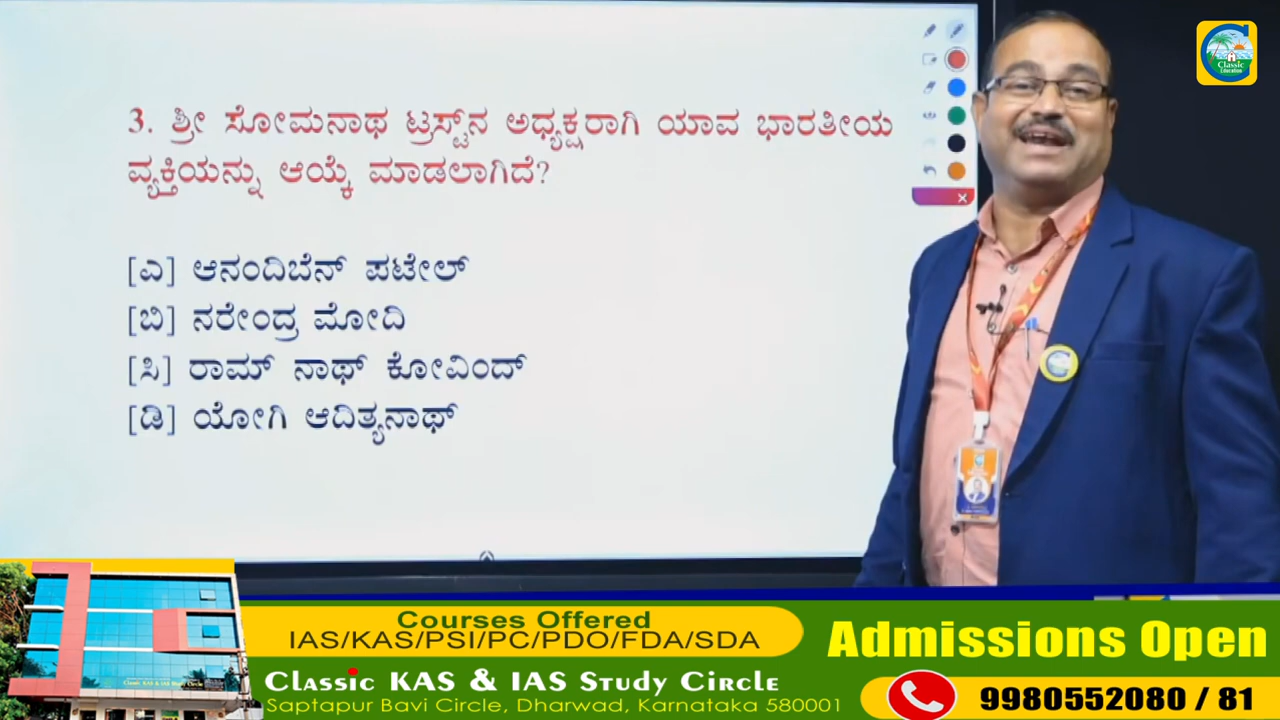 Classic
Education
3. ಶ್ರೀ ಸೋಮನಾಥ ಟ್ರಸ್ಟ್‌ನ ಅಧ್ಯಕ್ಷರಾಗಿ ಯಾವ ಭಾರತೀಯ
ವ್ಯಕ್ತಿಯನ್ನು ಆಯ್ಕೆ ಮಾಡಲಾಗಿದೆ?
[ಎ] ಆನಂದಿಬೆನ್ ಪಟೇಲ್
[ಬಿ] ನರೇಂದ್ರ ಮೋದಿ
[ಸಿ] ರಾಮ್ ನಾಥ್ ಕೋವಿಂದ್
[ಡಿ] ಯೋಗಿ ಆದಿತ್ಯನಾಥ್
Courses Offered
IAS/KAS/PSI/PC/PDO/FDA/SDA
Admissions Open
Classic KAS & IAS Study Circle
Saptapur Bavi Circle, Dharwad, Karnataka 580001
9980552080 / 81